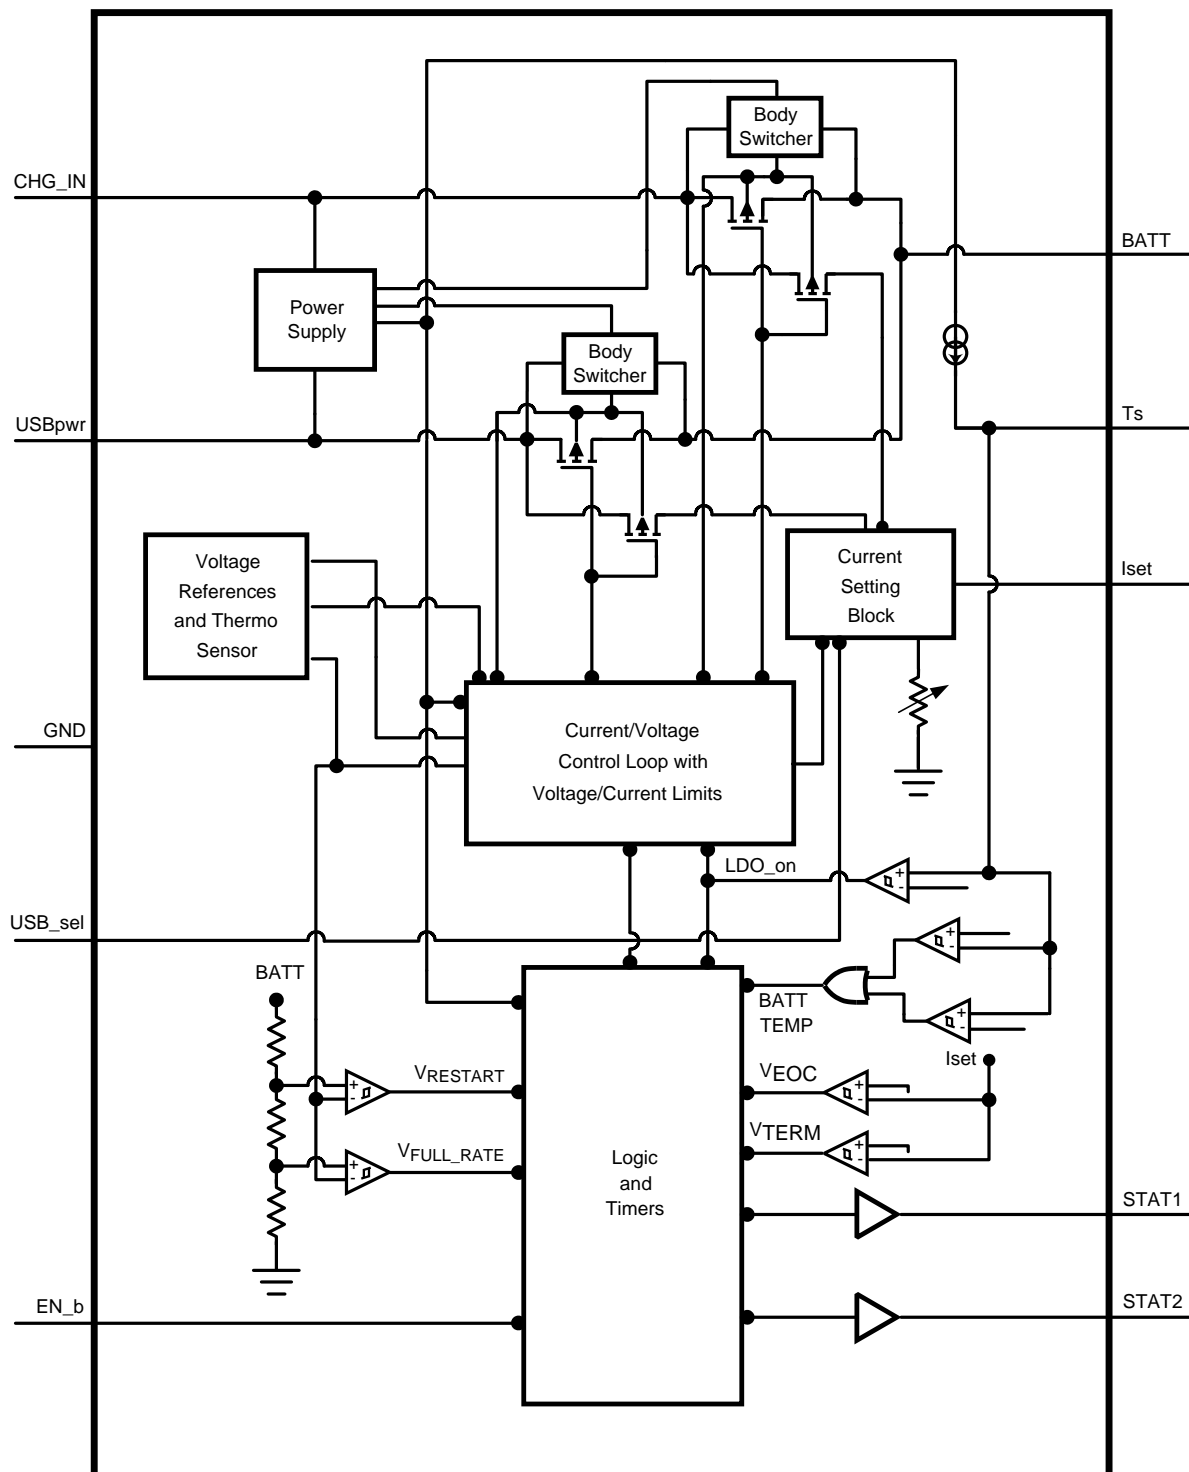 Body
Switcher
CHG_IN
BATT
Power
Supply
Body
Switcher
USBpwr
Ts
Voltage
References
and Thermo
Sensor
Current
Setting
Block
Iset
GND
Current/Voltage
Control Loop with
Voltage/Current Limits
LDO_on
USB_sel
BATT
BATT
TEMP
Iset
VRESTART
VEOC
VFULL_RATE
VTERM
Logic
and
Timers
STAT1
EN_b
STAT2
+
-
+
-
+
-
+
-
+
-
+
-
+
-